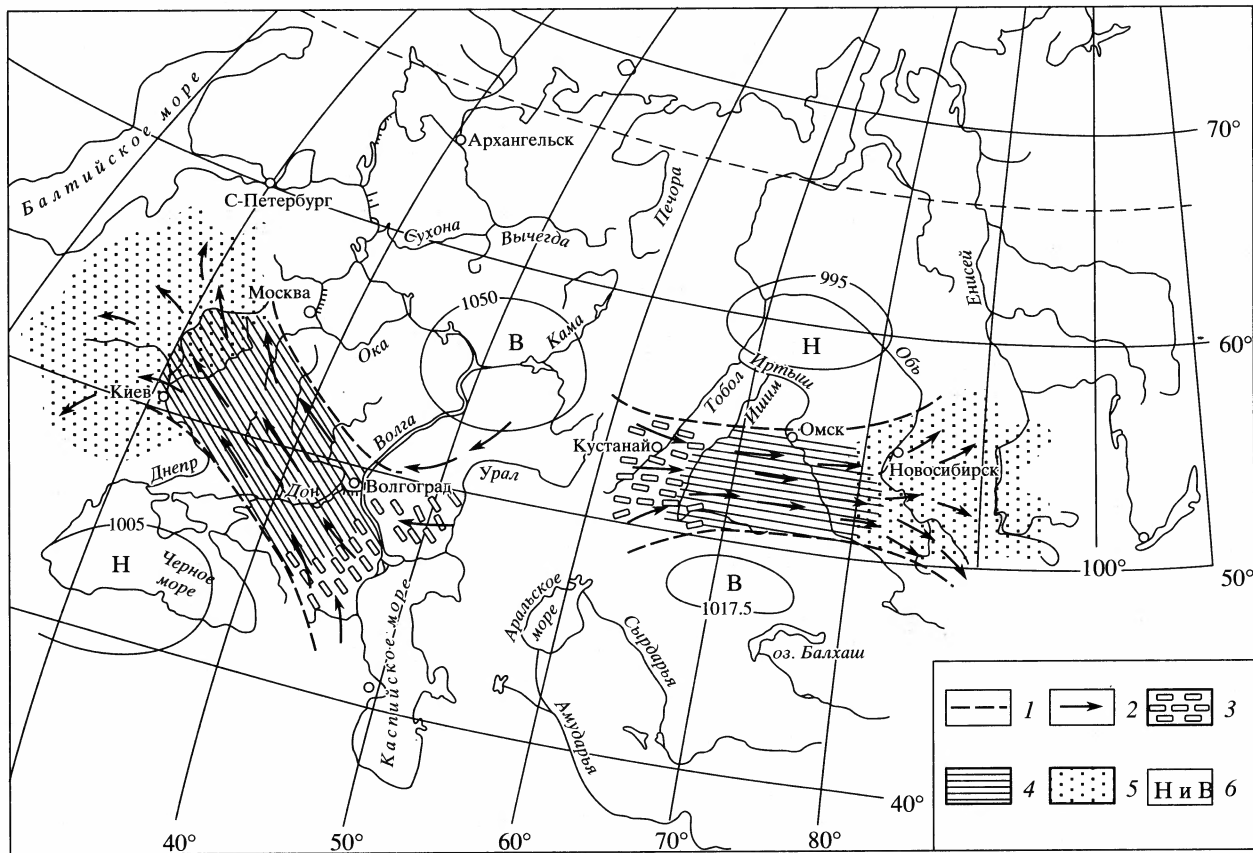 Балтийское море
С-Петербург
Архангельск
Печора
Сухона
Вычегда
Енисей
70°
Москва
1050
В
Кама
Ока
995
Н
Обь
60°
Иртыш
Тобол
Ишим
Киев
Волга
Кустанай
Омск
Новосибирск
Днепр
Дон
Волгоград
Урал
1005
Н
Черное
море
В
1017.5
100°
50°
Аральское
море
Сырдарья
оз. Балхаш
Каспийское море
Амударья
40°
40°
50°
60°
70°
80°
1
2
3
4
5
Н и В
6